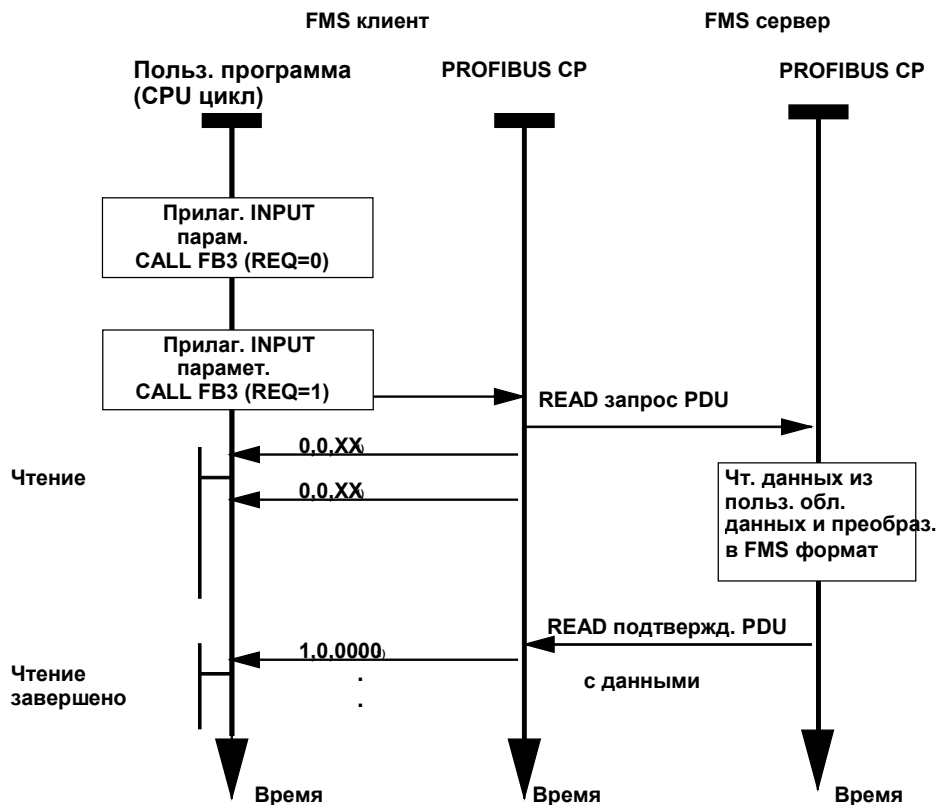 FMS клиент
FMS сервер
Польз. программа
(CPU цикл)
PROFIBUS CP
PROFIBUS CP
Прилаг. INPUT
парам.
CALL FB3 (REQ=0)
Прилаг. INPUT
парамет.
CALL FB3 (REQ=1)
READ запрос PDU
0,0,XX)
Чтение
0,0,XX)
Чт. данных из
польз. обл.
данных и преобраз.
в FMS формат
READ подтвержд. PDU
1,0,0000)
с данными
Чтение
завершено
.
.
Время
Время
Время